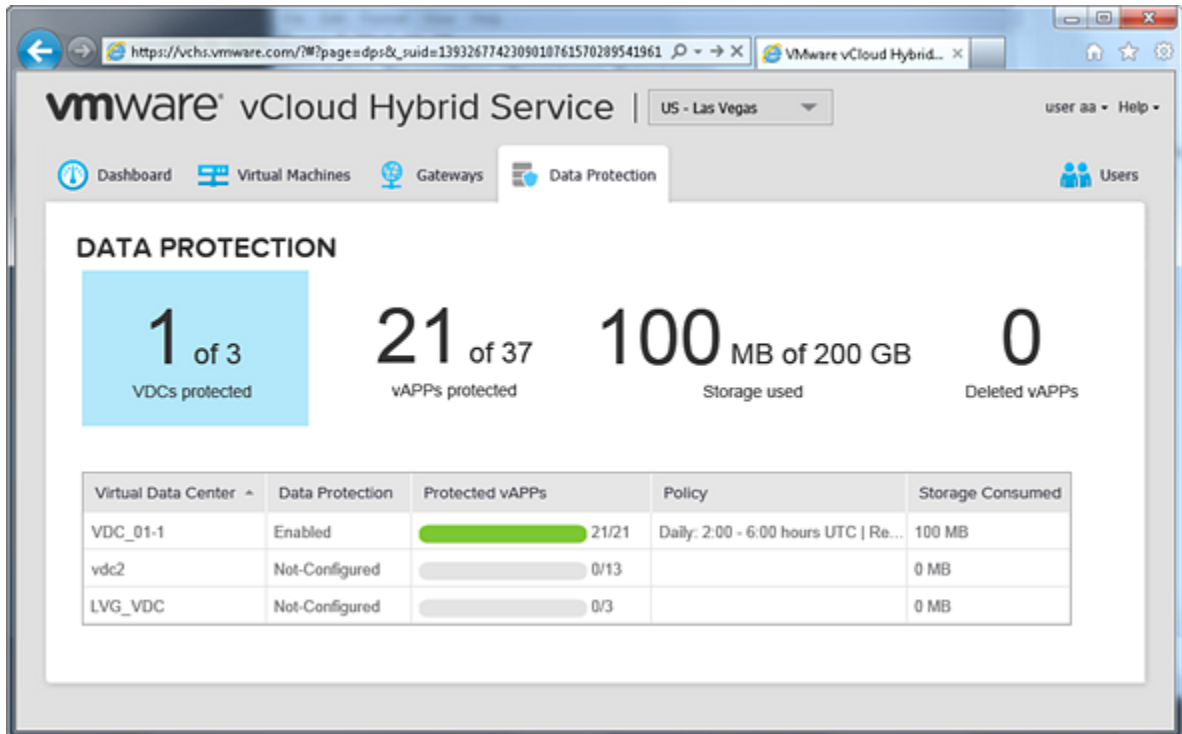 https://vchs.vmware.com/?#?page=dps&_suid=139326774230901076157028954196​1
VMware vCloud Hybrid...
vmware vCloud Hybrid Service | US - Las Vegas
user aa Help
Dashboard Virtual Machines Gateways Data Protection Users
DATA PROTECTION
1 of 3 21 of 37 100 MB of 200 GB 0
VDCs protected vAPPs protected Storage used Deleted vAPPs
Virtual Data Center Data Protection Protected vAPPs Policy Storage Consumed
VDC_01-1 Enabled 21/21 Daily: 2:00 - 6:00 hours UTC | Re... 100 MB
vdc2 Not-Configured 0/13 0 MB
LVG_VDC Not-Configured 0/3 0 MB